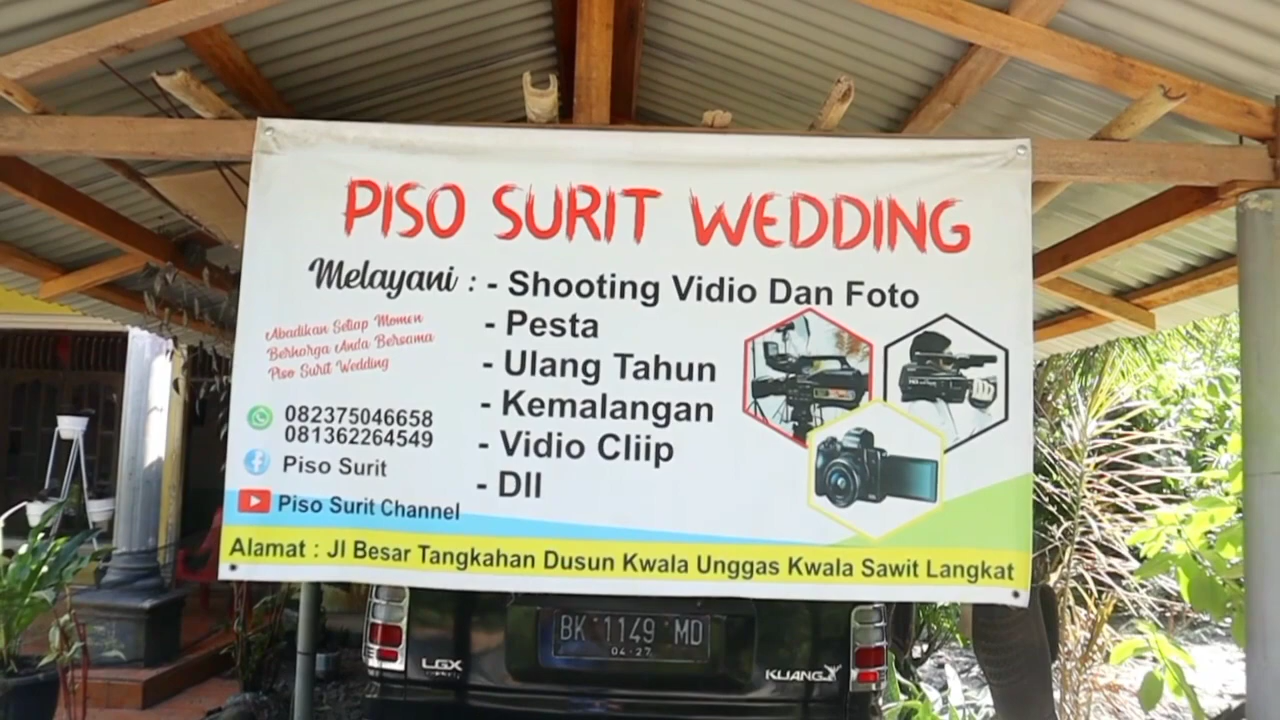 PISO SURIT WEDDING
Melayani : - Shooting Vidio Dan Foto
- Pesta
- Ulang Tahun
- Kemalangan
- Vidio Cliip
- Dll
Abadikan Setiap Momen
Berharga Anda Bersama
Piso Surit Wedding
082375046658
081362264549
Piso Surit
Piso Surit Channel
Alamat : Jl Besar Tangkahan Dusun Kwala Unggas Kwala Sawit Langkat
BK 1149 MD
04·27
LGX
KIJANG